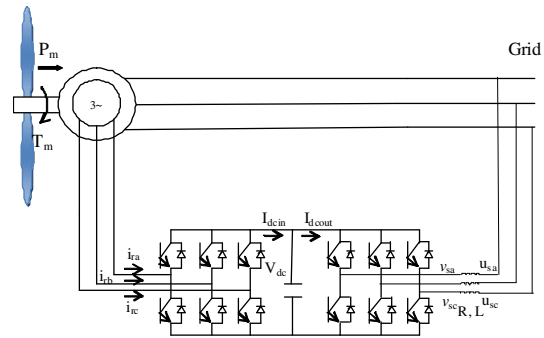 P_m
Grid
3~
T_m
I_dcin I_dcout
i_ra
V_dc
v_sa u_sa
i_rb
i_rc
v_sc u_sc
R, L